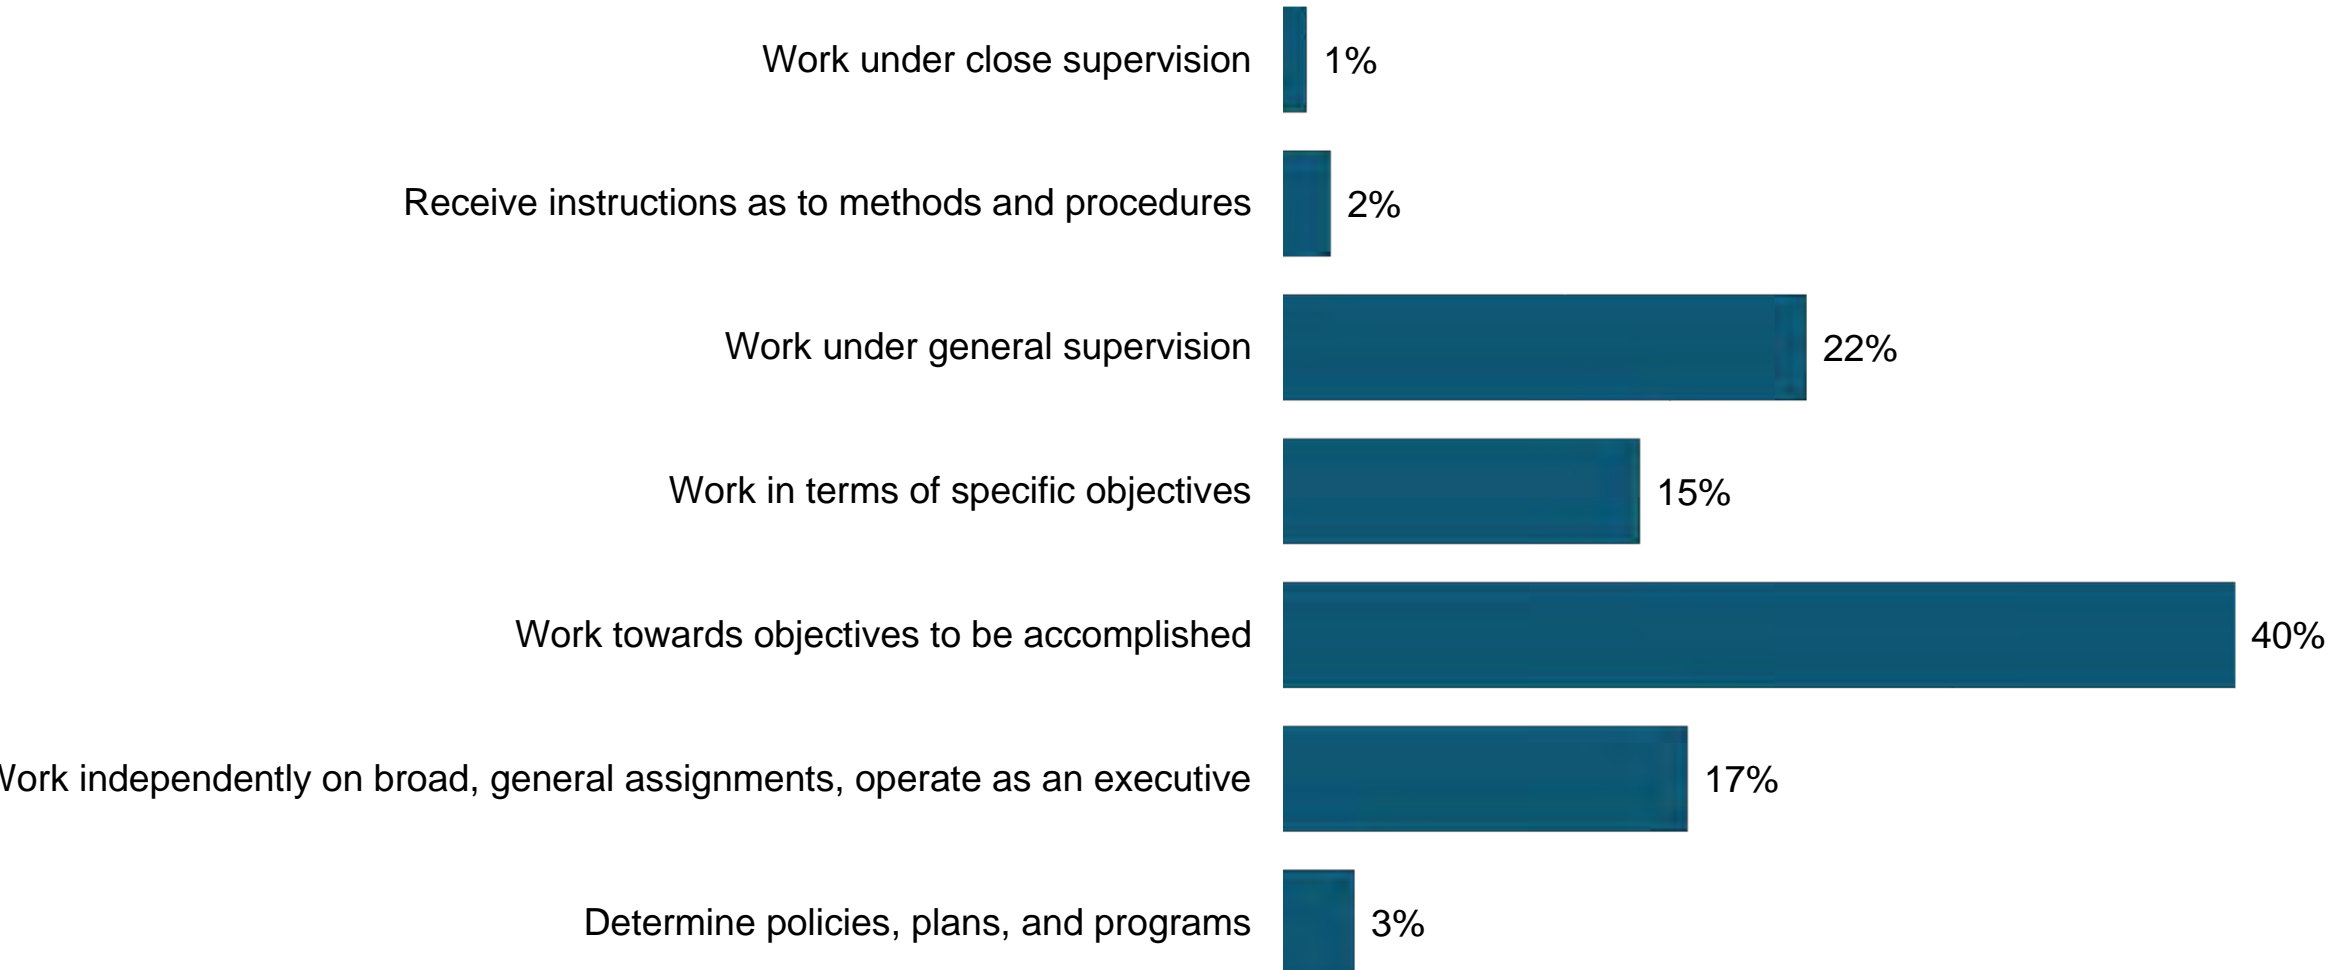 Work under close supervision 1%
Receive instructions as to methods and procedures 2%
Work under general supervision 22%
Work in terms of specific objectives 15%
Work towards objectives to be accomplished 40%
Work independently on broad, general assignments, operate as an executive 17%
Determine policies, plans, and programs 3%